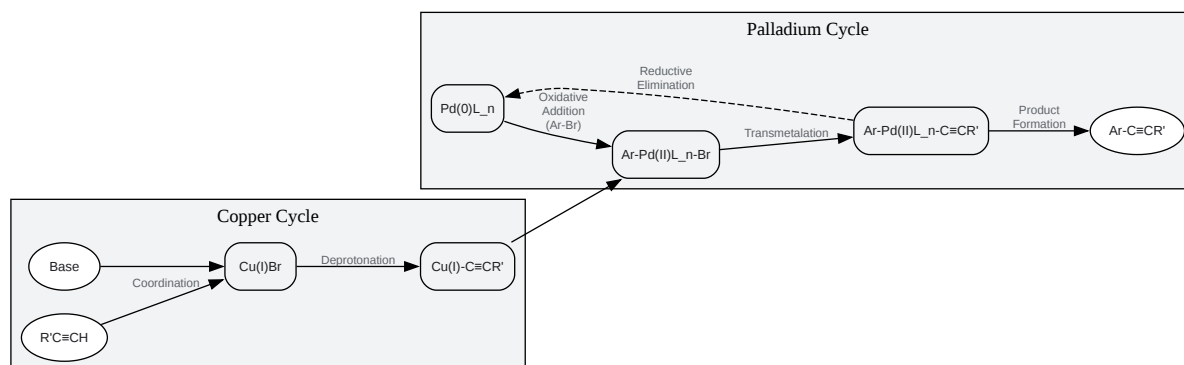 Palladium Cycle
Reductive
Elimination
Pd(0)L_n
Oxidative
Addition
(Ar-Br)
Ar-Pd(II)L_n-Br
Transmetalation
Ar-Pd(II)L_n-C≡CR'
Product
Formation
Ar-C≡CR'
Copper Cycle
Base
Coordination
R'C≡CH
Cu(I)Br
Deprotonation
Cu(I)-C≡CR'